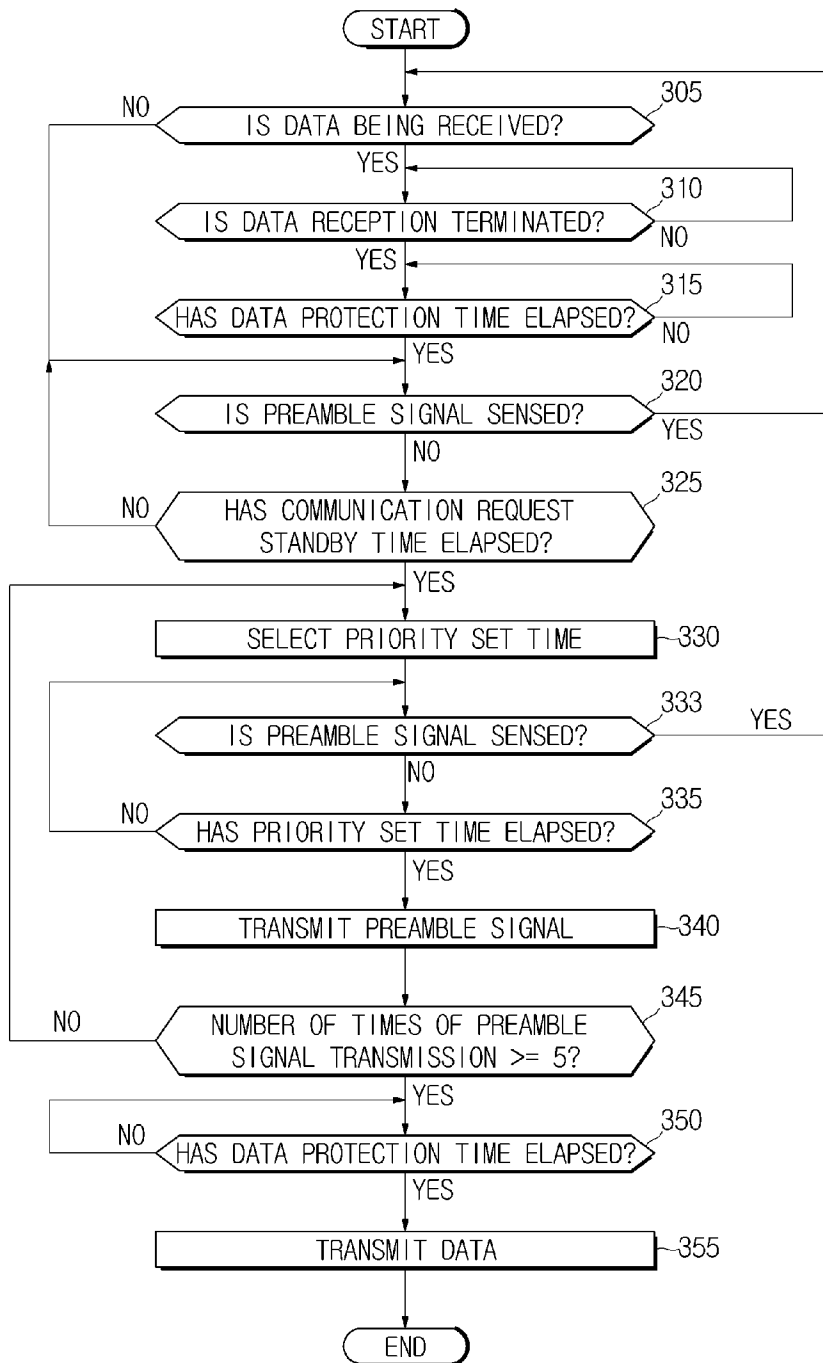 START
305
NO
IS DATA BEING RECEIVED?
YES
310
IS DATA RECEPTION TERMINATED?
NO
YES
315
HAS DATA PROTECTION TIME ELAPSED?
NO
YES
320
IS PREAMBLE SIGNAL SENSED?
YES
NO
325
NO
HAS COMMUNICATION REQUEST
STANDBY TIME ELAPSED?
YES
SELECT PRIORITY SET TIME
330
333
IS PREAMBLE SIGNAL SENSED?
YES
NO
335
NO
HAS PRIORITY SET TIME ELAPSED?
YES
TRANSMIT PREAMBLE SIGNAL
340
345
NO
NUMBER OF TIMES OF PREAMBLE
SIGNAL TRANSMISSION >= 5?
YES
350
NO
HAS DATA PROTECTION TIME ELAPSED?
YES
TRANSMIT DATA
355
END